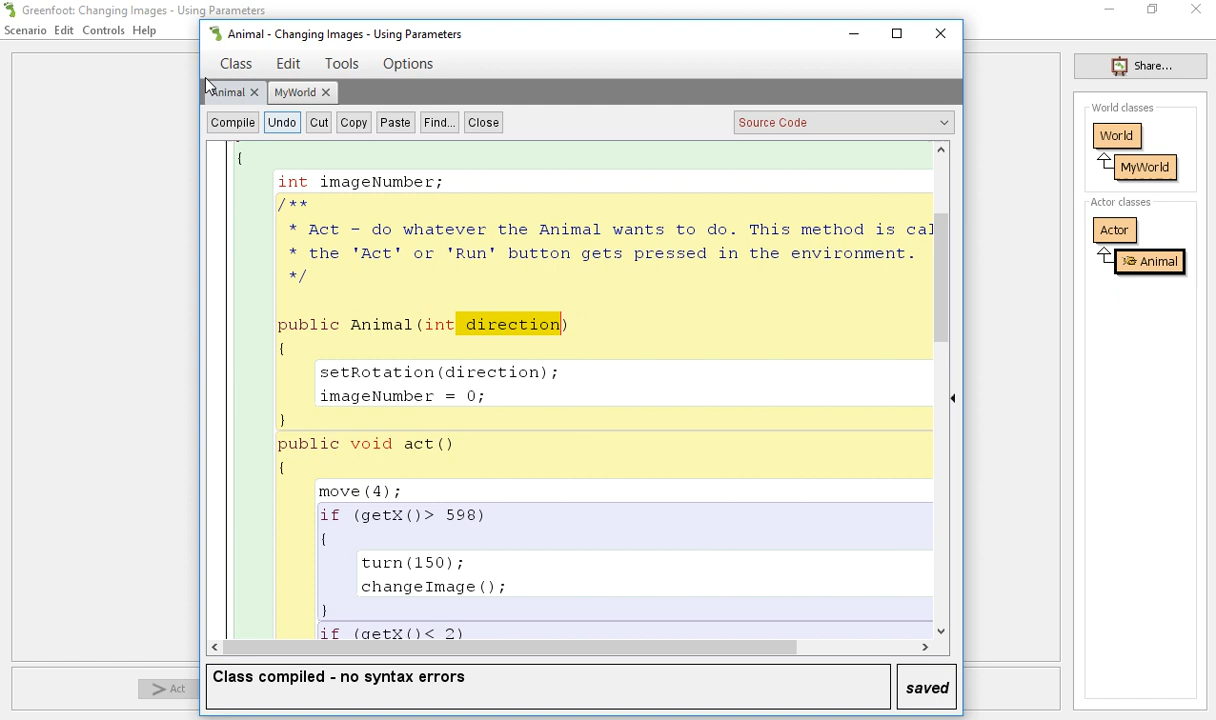 Greenfoot: Changing Images - Using Parameters
Scenario Edit Controls Help
Animal - Changing Images - Using Parameters
Class Edit Tools Options
Animal MyWorld
Compile Undo Cut Copy Paste Find... Close Source Code
{
int imageNumber;
/**
* Act - do whatever the Animal wants to do. This method is
* the 'Act' or 'Run' button gets pressed in the environment.
*/
public Animal(int direction)
{
setRotation(direction);
imageNumber = 0;
}
public void act()
{
move(4);
if (getX()> 598)
{
turn(150);
changeImage();
}
if (getX()< 2)
Class compiled - no syntax errors
saved
> Act
Share...
World classes
World
MyWorld
Actor classes
Actor
Animal